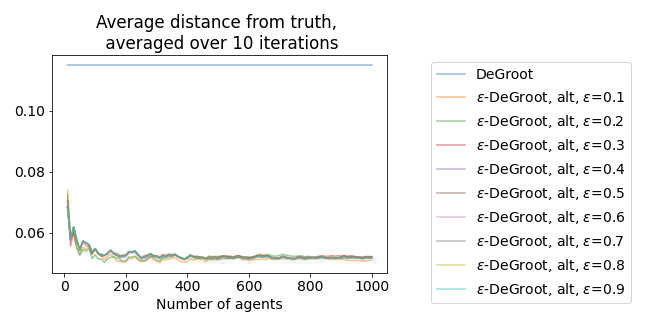 Average distance from truth,
averaged over 10 iterations
0.10
0.08
0.06
0 200 400 600 800 1000
Number of agents
DeGroot
ε-DeGroot, alt, ε=0.1
ε-DeGroot, alt, ε=0.2
ε-DeGroot, alt, ε=0.3
ε-DeGroot, alt, ε=0.4
ε-DeGroot, alt, ε=0.5
ε-DeGroot, alt, ε=0.6
ε-DeGroot, alt, ε=0.7
ε-DeGroot, alt, ε=0.8
ε-DeGroot, alt, ε=0.9